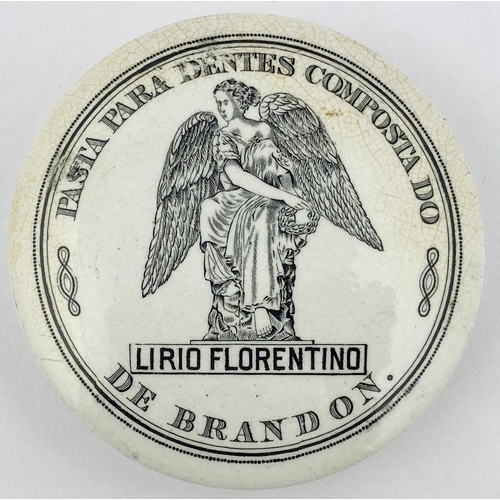 PASTA PARA DENTES COMPOSTA DO
LIRIO FLORENTINO
DE BRANDON.